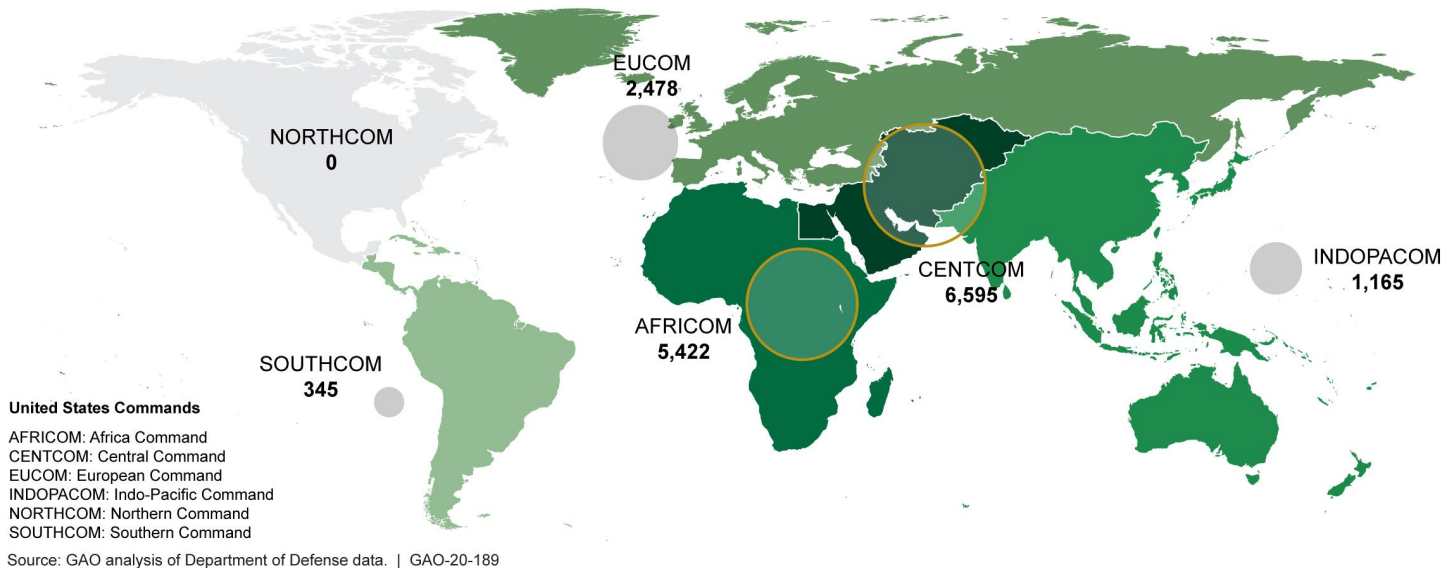 EUCOM
2,478
NORTHCOM
0
CENTCOM
6,595
INDOPACOM
1,165
AFRICOM
5,422
SOUTHCOM
345
United States Commands
AFRICOM: Africa Command
CENTCOM: Central Command
EUCOM: European Command
INDOPACOM: Indo-Pacific Command
NORTHCOM: Northern Command
SOUTHCOM: Southern Command
Source: GAO analysis of Department of Defense data. | GAO-20-189